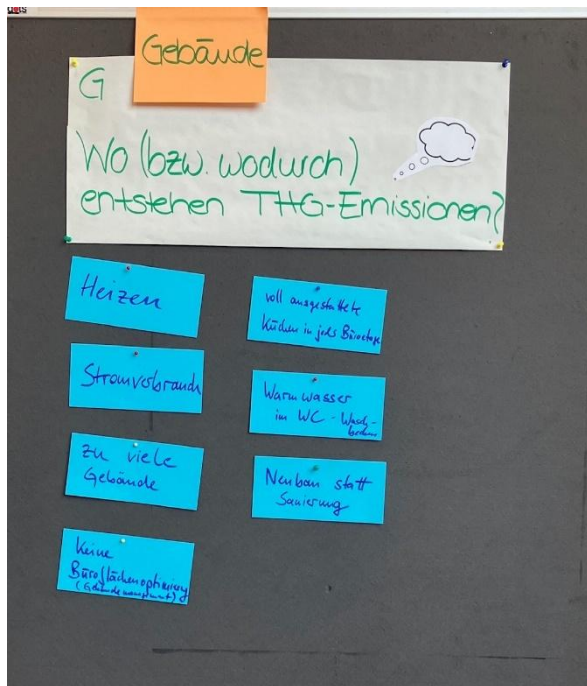 Gebäude
G
Wo (bzw. wodurch)
entstehen THG-Emissionen?
Heizen
Stromverbrauch
zu viele
Gebäude
Keine
Büroflächenoptimierung
(Gebäudemanagement)
voll ausgestattete
Küchen in jeder Büroetage
Warmwasser
im WC-Wasch-
becken
Neubau statt
Sanierung